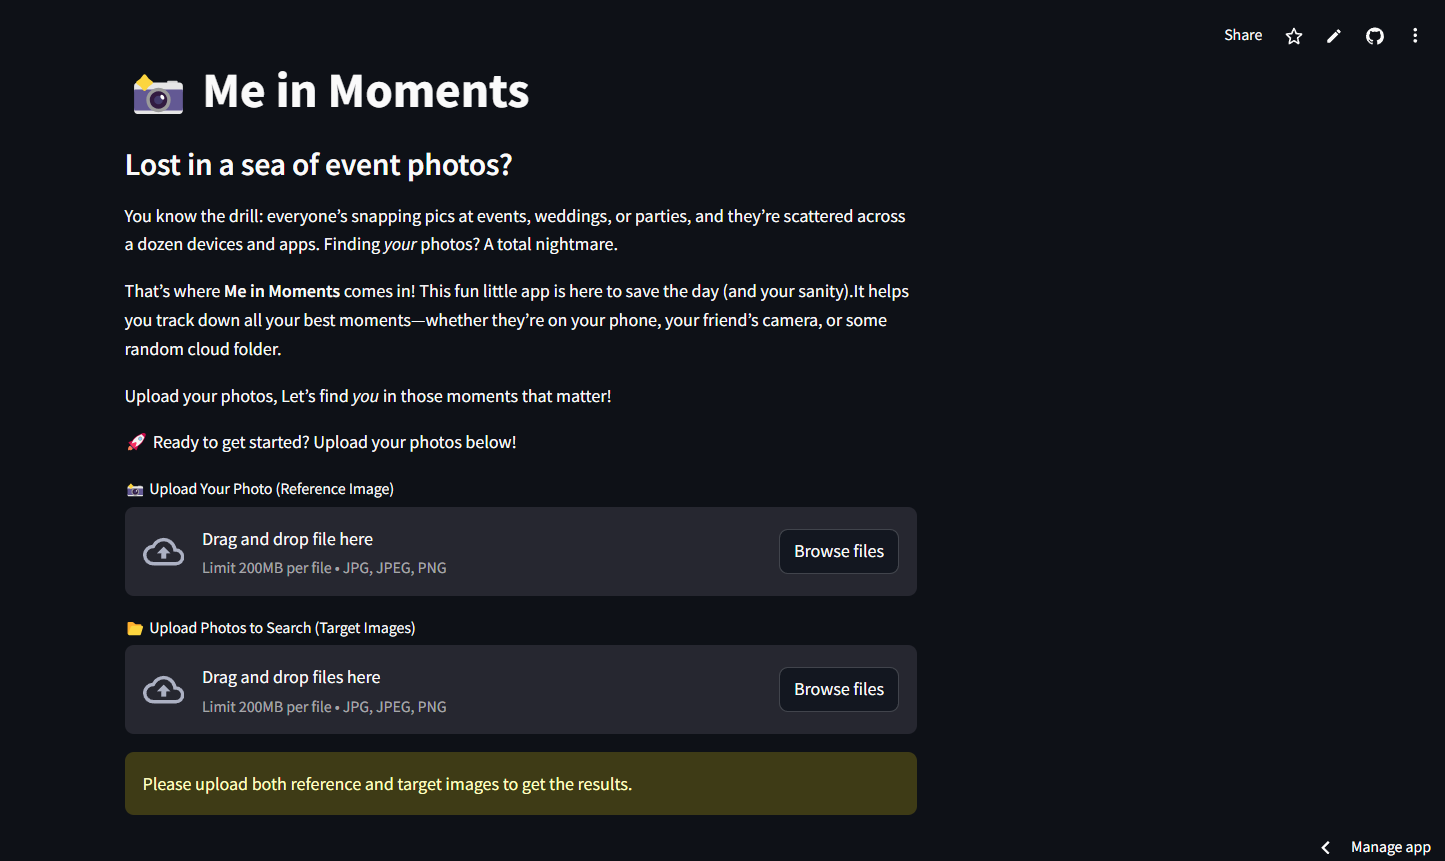 Share
Me in Moments
Lost in a sea of event photos?
You know the drill: everyone’s snapping pics at events, weddings, or parties, and they’re scattered across
a dozen devices and apps. Finding your photos? A total nightmare.
That’s where Me in Moments comes in! This fun little app is here to save the day (and your sanity).It helps
you track down all your best moments—whether they’re on your phone, your friend’s camera, or some
random cloud folder.
Upload your photos, Let’s find you in those moments that matter!
🚀 Ready to get started? Upload your photos below!
📸 Upload Your Photo (Reference Image)
Drag and drop file here
Limit 200MB per file • JPG, JPEG, PNG
Browse files
📂 Upload Photos to Search (Target Images)
Drag and drop files here
Limit 200MB per file • JPG, JPEG, PNG
Browse files
Please upload both reference and target images to get the results.
Manage app